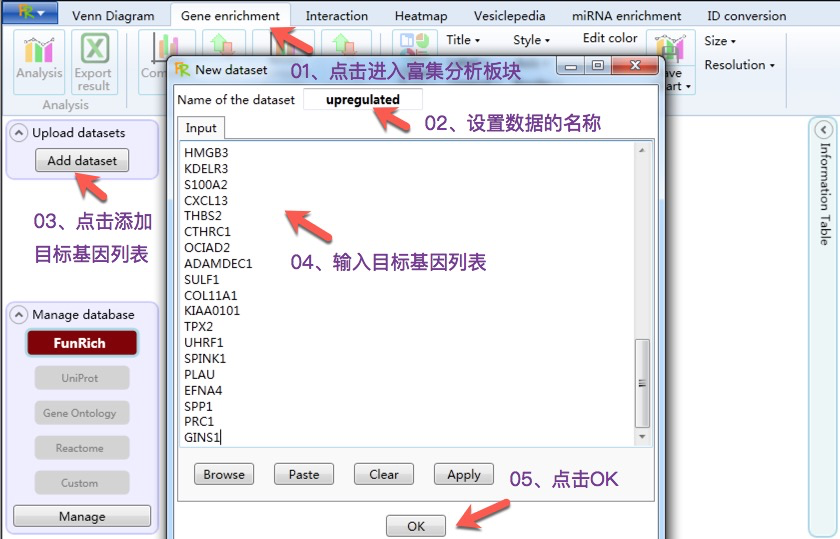 Venn Diagram Gene enrichment Interaction Heatmap Vesiclepedia miRNA enrichment ID conversion
Analysis
Export
result
Analysis
Title
Style
Edit color
Size
Resolution
New dataset
01、点击进入富集分析板块
Name of the dataset upregulated
02、设置数据的名称
Input
Upload datasets
Add dataset
03、点击添加
目标基因列表
HMGB3
KDELR3
S100A2
CXCL13
THBS2
CTHRC1
OCIAD2
ADAMDEC1
SULF1
COL11A1
KIAA0101
TPX2
UHRF1
SPINK1
PLAU
EFNA4
SPP1
PRC1
GINS1
04、输入目标基因列表
Manage database
FunRich
UniProt
Gene Ontology
Reactome
Custom
Manage
Browse Paste Clear Apply
05、点击OK
OK
Information Table